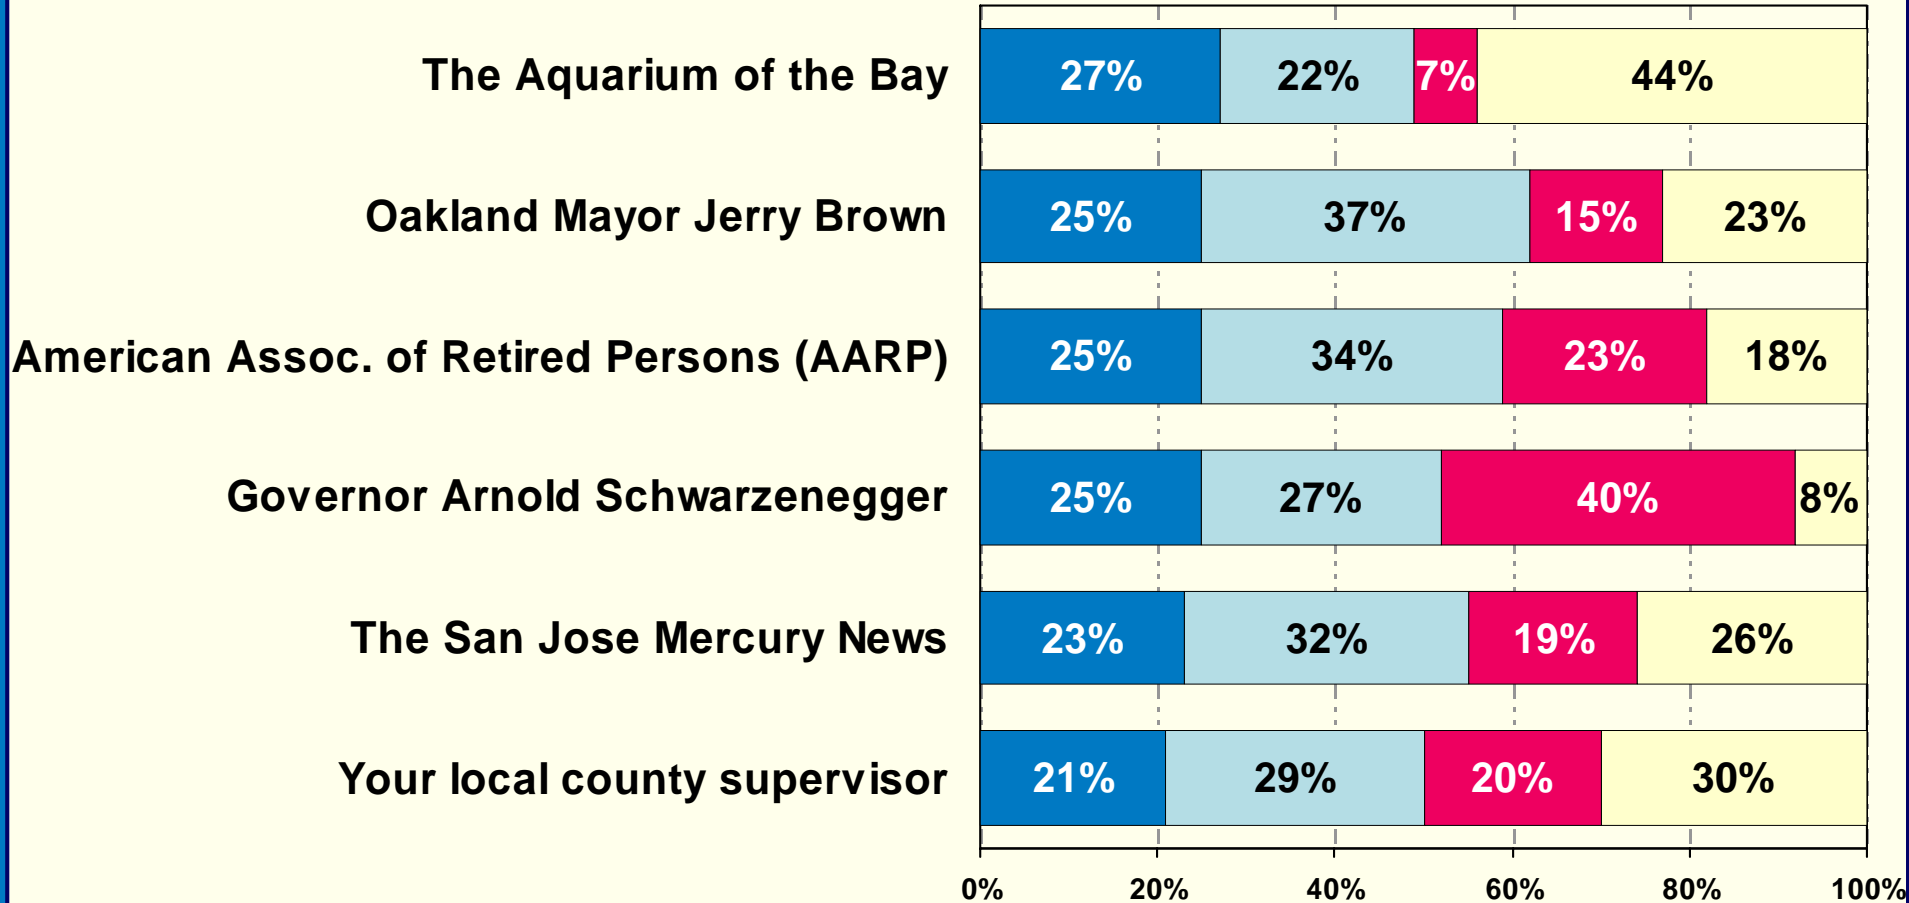 The Aquarium of the Bay 27% 22% 7% 44%
Oakland Mayor Jerry Brown 25% 37% 15% 23%
American Assoc. of Retired Persons (AARP) 25% 34% 23% 18%
Governor Arnold Schwarzenegger 25% 27% 40% 8%
The San Jose Mercury News 23% 32% 19% 26%
Your local county supervisor 21% 29% 20% 30%
0% 20% 40% 60% 80% 100%